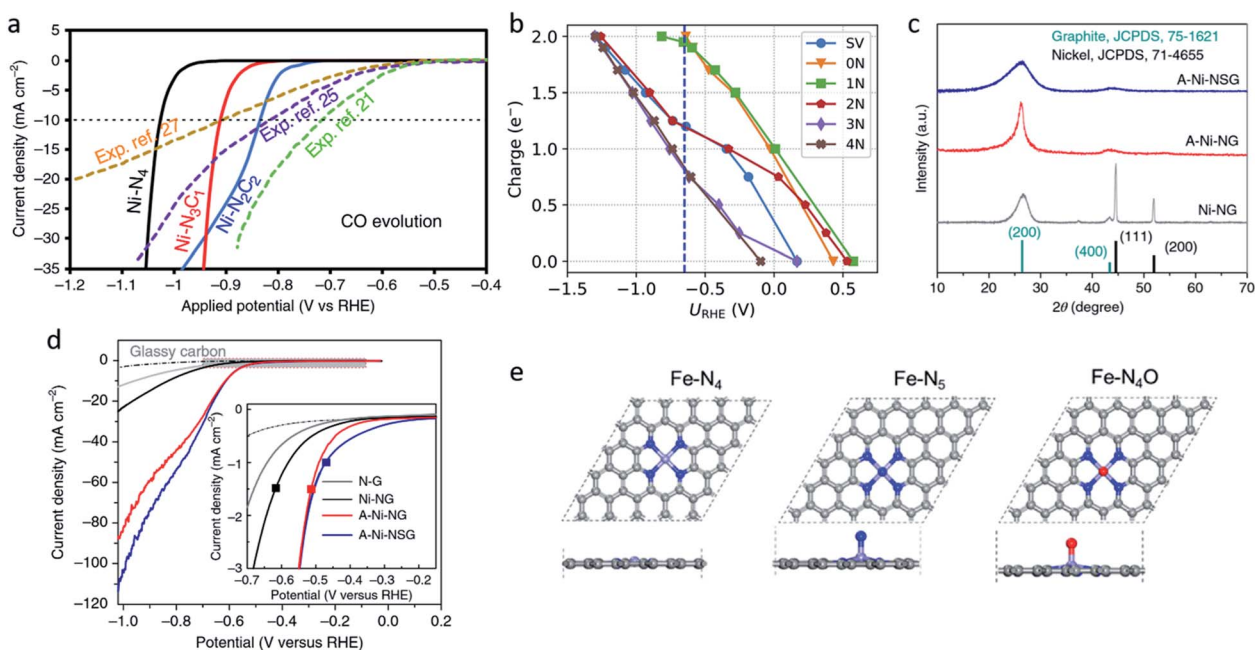 a
5
0
−5
−10
−15
−20
−25
−30
−35
Current density (mA cm⁻²)
Exp. ref. 27
Exp. ref. 25
Exp. ref. 21
Ni-N₄
Ni-N₃C₁
Ni-N₂C₂
CO evolution
−1.2 −1.1 −1 −0.9 −0.8 −0.7 −0.6 −0.5 −0.4
Applied potential (V vs RHE)
b
2.0
1.5
1.0
0.5
0.0
Charge (e⁻)
SV
0N
1N
2N
3N
4N
−1.5 −1.0 −0.5 0.0 0.5
U_RHE (V)
c
Intensity (a.u.)
Graphite, JCPDS, 75-1621
Nickel, JCPDS, 71-4655
A-Ni-NSG
A-Ni-NG
Ni-NG
(200)
(400)
(111)
(200)
10 20 30 40 50 60 70
2θ (degree)
d
0
−20
−40
−60
−80
−100
−120
Current density (mA cm⁻²)
Glassy carbon
0
−1
−2
−3
Current density (mA cm⁻²)
N-G
Ni-NG
A-Ni-NG
A-Ni-NSG
−0.7 −0.6 −0.5 −0.4 −0.3 −0.2
Potential (V versus RHE)
−1.0 −0.8 −0.6 −0.4 −0.2 0.0
Potential (V versus RHE)
e
Fe-N₄
Fe-N₅
Fe-N₄O